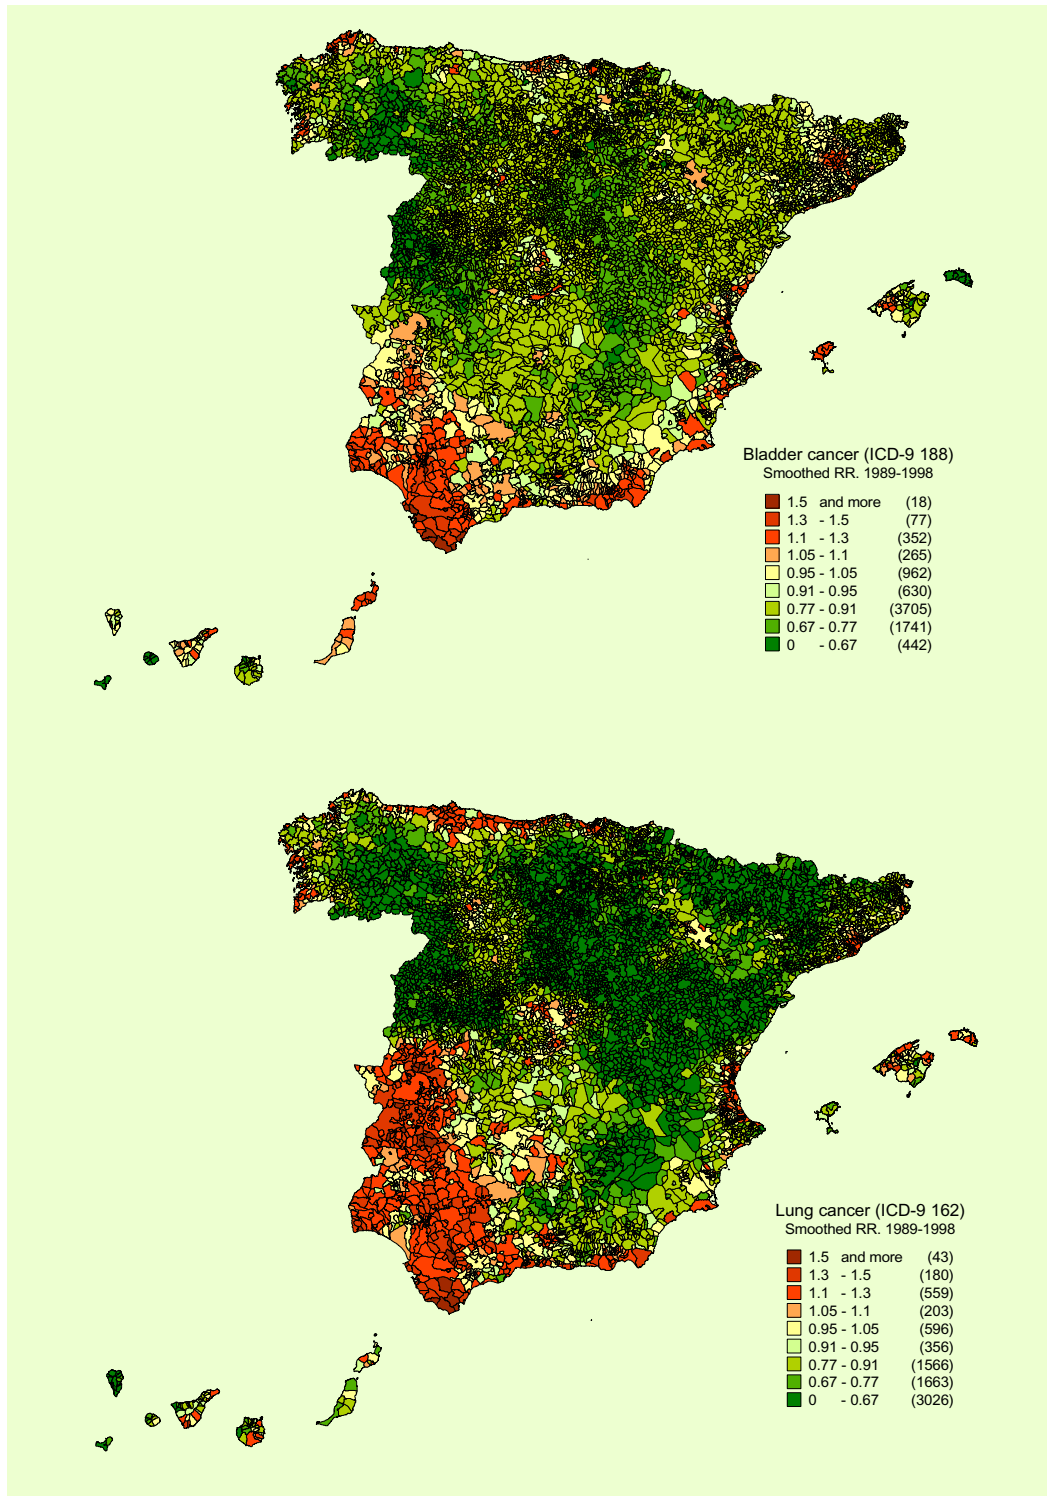 Bladder cancer (ICD-9 188)
Smoothed RR. 1989-1998
1.5 and more (18)
1.3 - 1.5 (77)
1.1 - 1.3 (352)
1.05 - 1.1 (265)
0.95 - 1.05 (962)
0.91 - 0.95 (630)
0.77 - 0.91 (3705)
0.67 - 0.77 (1741)
0 - 0.67 (442)
Lung cancer (ICD-9 162)
Smoothed RR. 1989-1998
1.5 and more (43)
1.3 - 1.5 (180)
1.1 - 1.3 (559)
1.05 - 1.1 (203)
0.95 - 1.05 (596)
0.91 - 0.95 (356)
0.77 - 0.91 (1566)
0.67 - 0.77 (1663)
0 - 0.67 (3026)